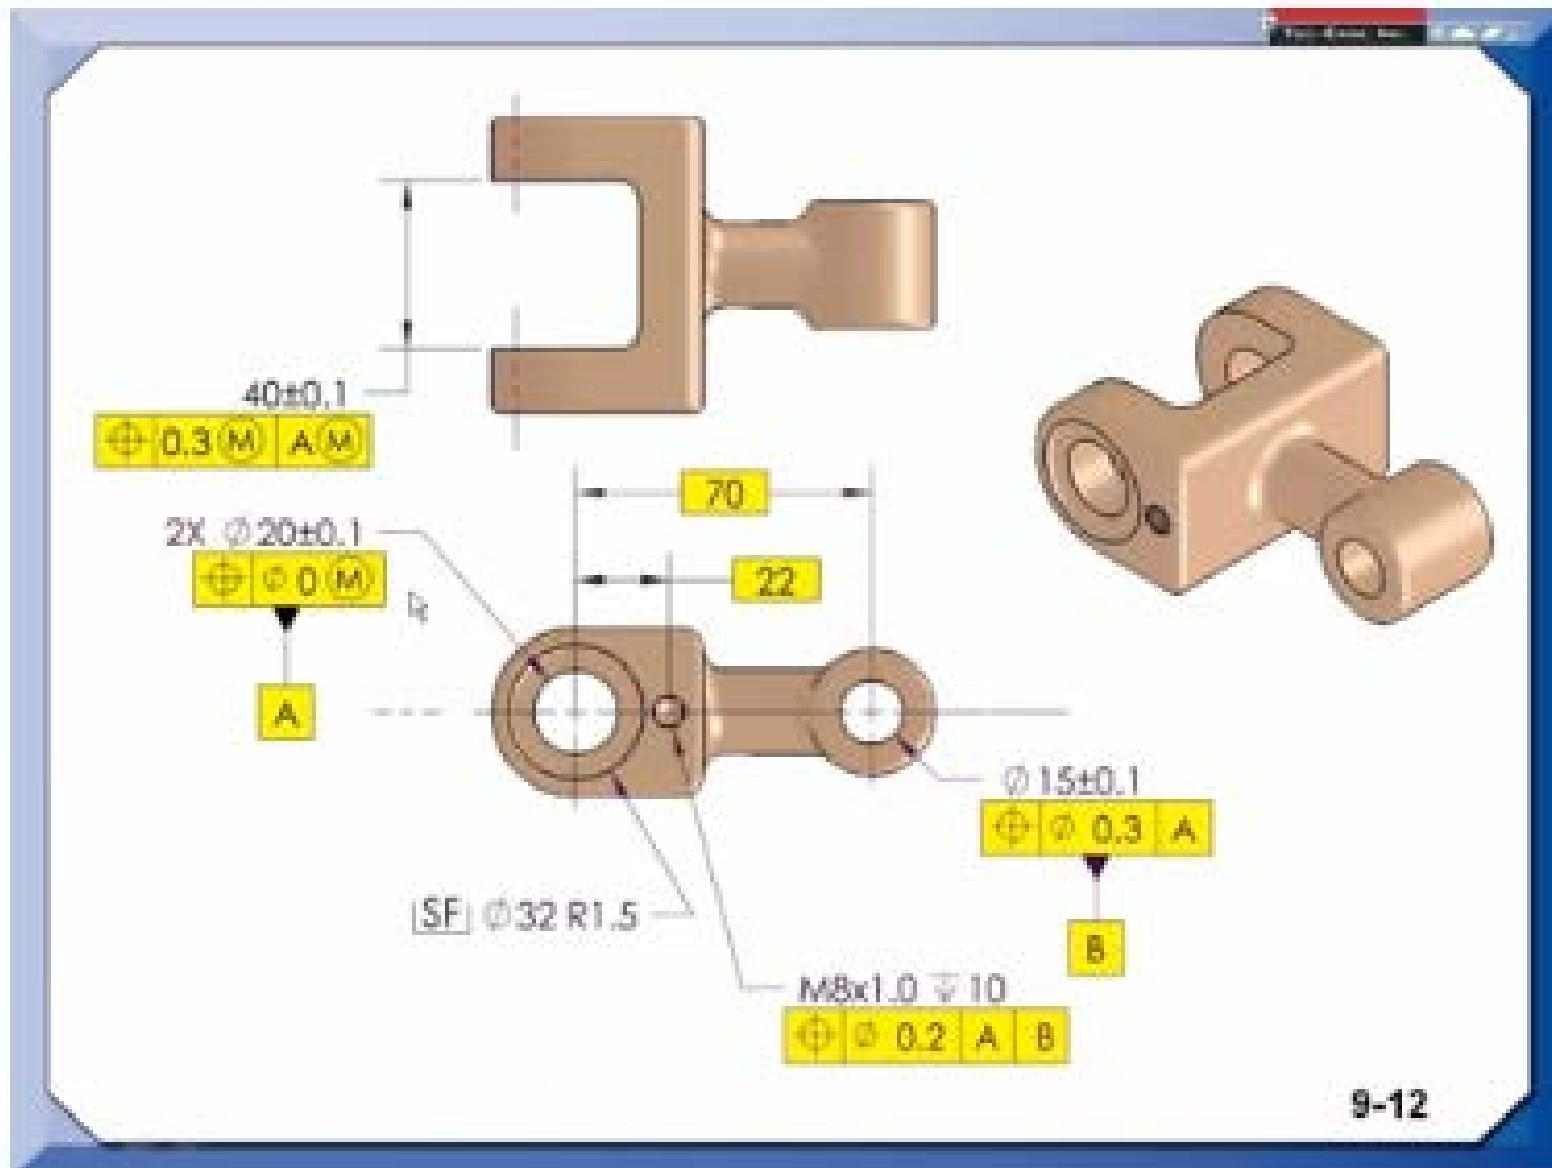 40±0.1
⌖ 0.3 Ⓜ A Ⓜ
70
2X ∅20±0.1
⌖ ∅ 0 Ⓜ
22
A
∅15±0.1
⌖ ∅ 0.3 A
SF ∅32 R1.5
B
M8x1.0 ↧10
⌖ ∅ 0.2 A B
9-12